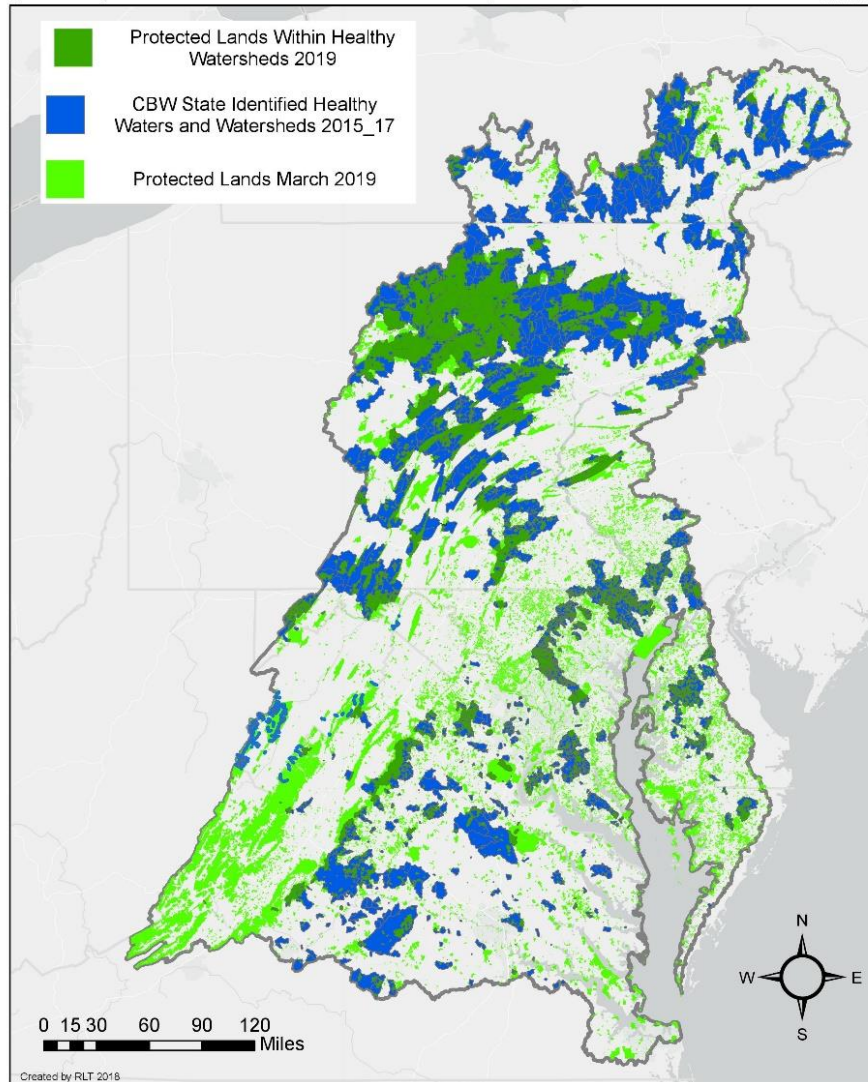 Protected Lands Within Healthy
Watersheds 2019
CBW State Identified Healthy
Waters and Watersheds 2015_17
Protected Lands March 2019
N
W
E
S
0 15 30 60 90 120
Miles
Created by RLT 2018